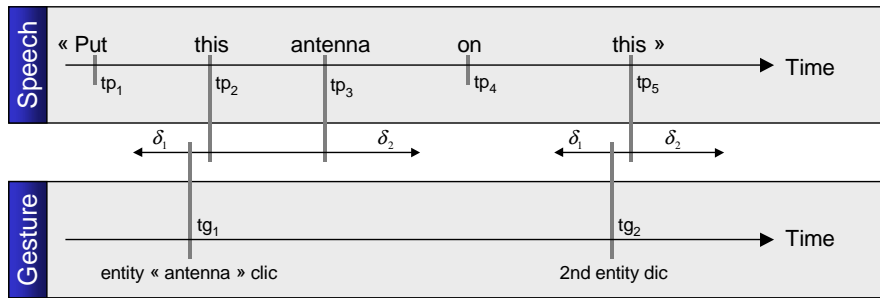 Speech
« Put this antenna on this »
Time
tp1 tp2 tp3 tp4 tp5
δ1 δ2 δ1 δ2
Gesture
tg1 tg2
Time
entity « antenna » clic 2nd entity dic